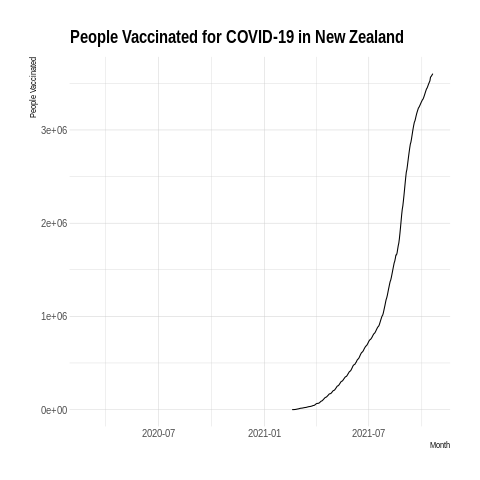 People Vaccinated for COVID-19 in New Zealand
People Vaccinated
3e+06
2e+06
1e+06
0e+00
2020-07 2021-01 2021-07
Month